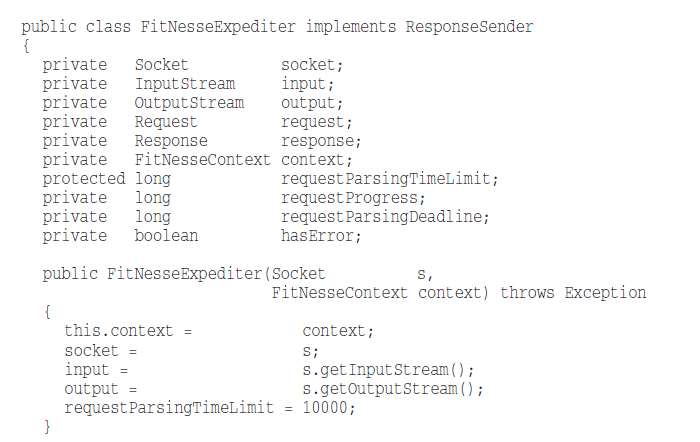 public class FitNesseExpediter implements ResponseSender
{
  private   Socket          socket;
  private   InputStream     input;
  private   OutputStream    output;
  private   Request         request;
  private   Response        response;
  private   FitNesseContext context;
  protected long            requestParsingTimeLimit;
  private   long            requestProgress;
  private   long            requestParsingDeadline;
  private   boolean         hasError;

  public FitNesseExpediter(Socket          s,
                           FitNesseContext context) throws Exception
  {
    this.context =            context;
    socket =                  s;
    input =                   s.getInputStream();
    output =                  s.getOutputStream();
    requestParsingTimeLimit = 10000;
  }